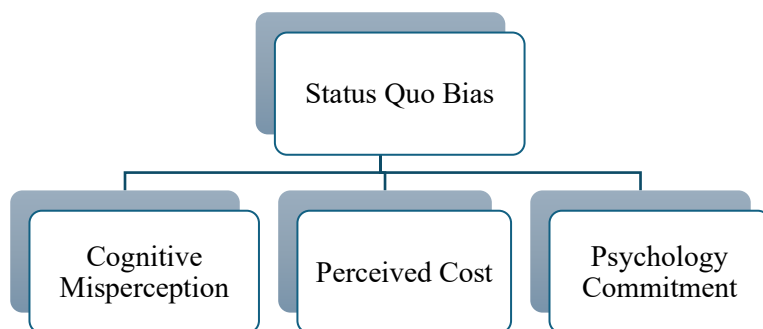 Status Quo Bias
Cognitive
Misperception
Perceived Cost
Psychology
Commitment